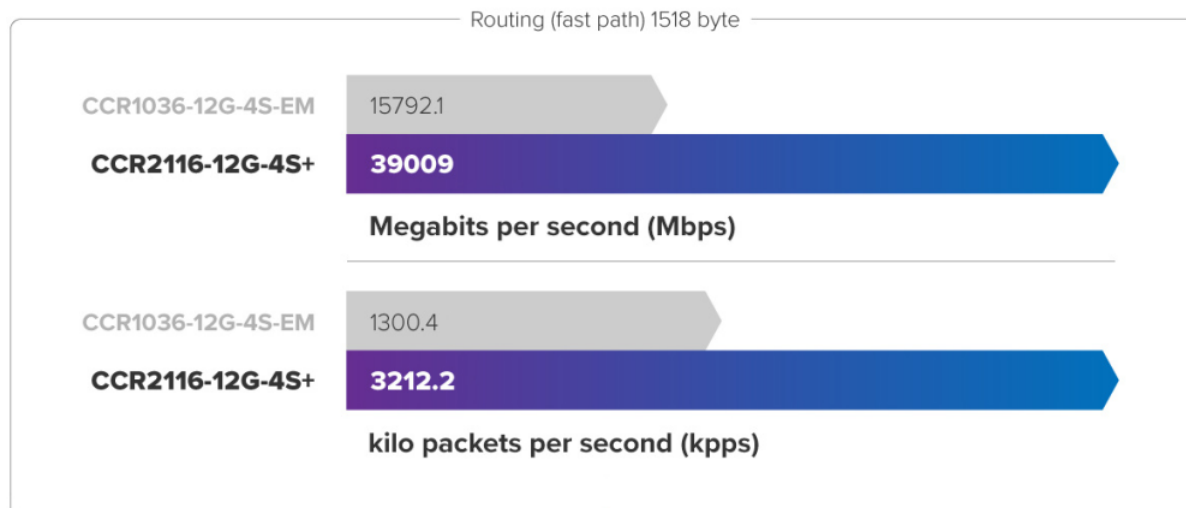 Routing (fast path) 1518 byte
CCR1036-12G-4S-EM 15792.1
CCR2116-12G-4S+ 39009
Megabits per second (Mbps)
CCR1036-12G-4S-EM 1300.4
CCR2116-12G-4S+ 3212.2
kilo packets per second (kpps)